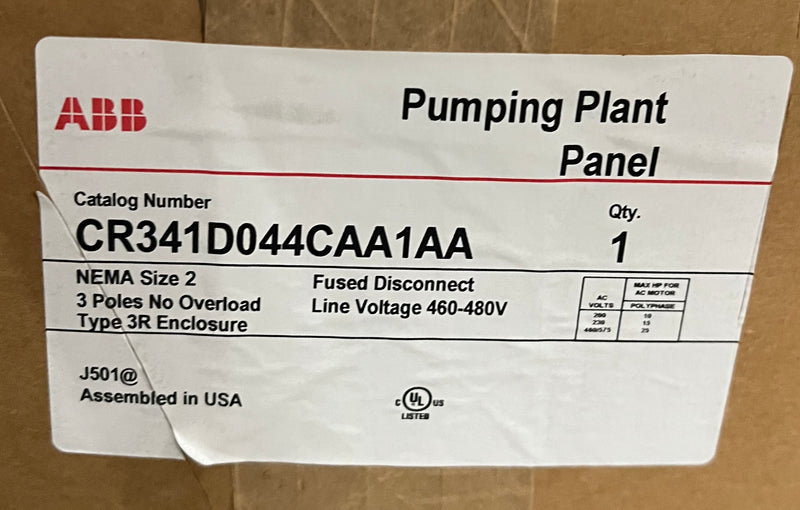 ABB
Pumping Plant
Panel
Catalog Number
CR341D044CAA1AA
Qty.
1
NEMA Size 2
3 Poles No Overload
Type 3R Enclosure
Fused Disconnect
Line Voltage 460-480V
AC
VOLTS
MAX HP FOR
AC MOTOR
POLYPHASE
200 10
230 15
460/575 25
J501@
Assembled in USA
C UL US
LISTED